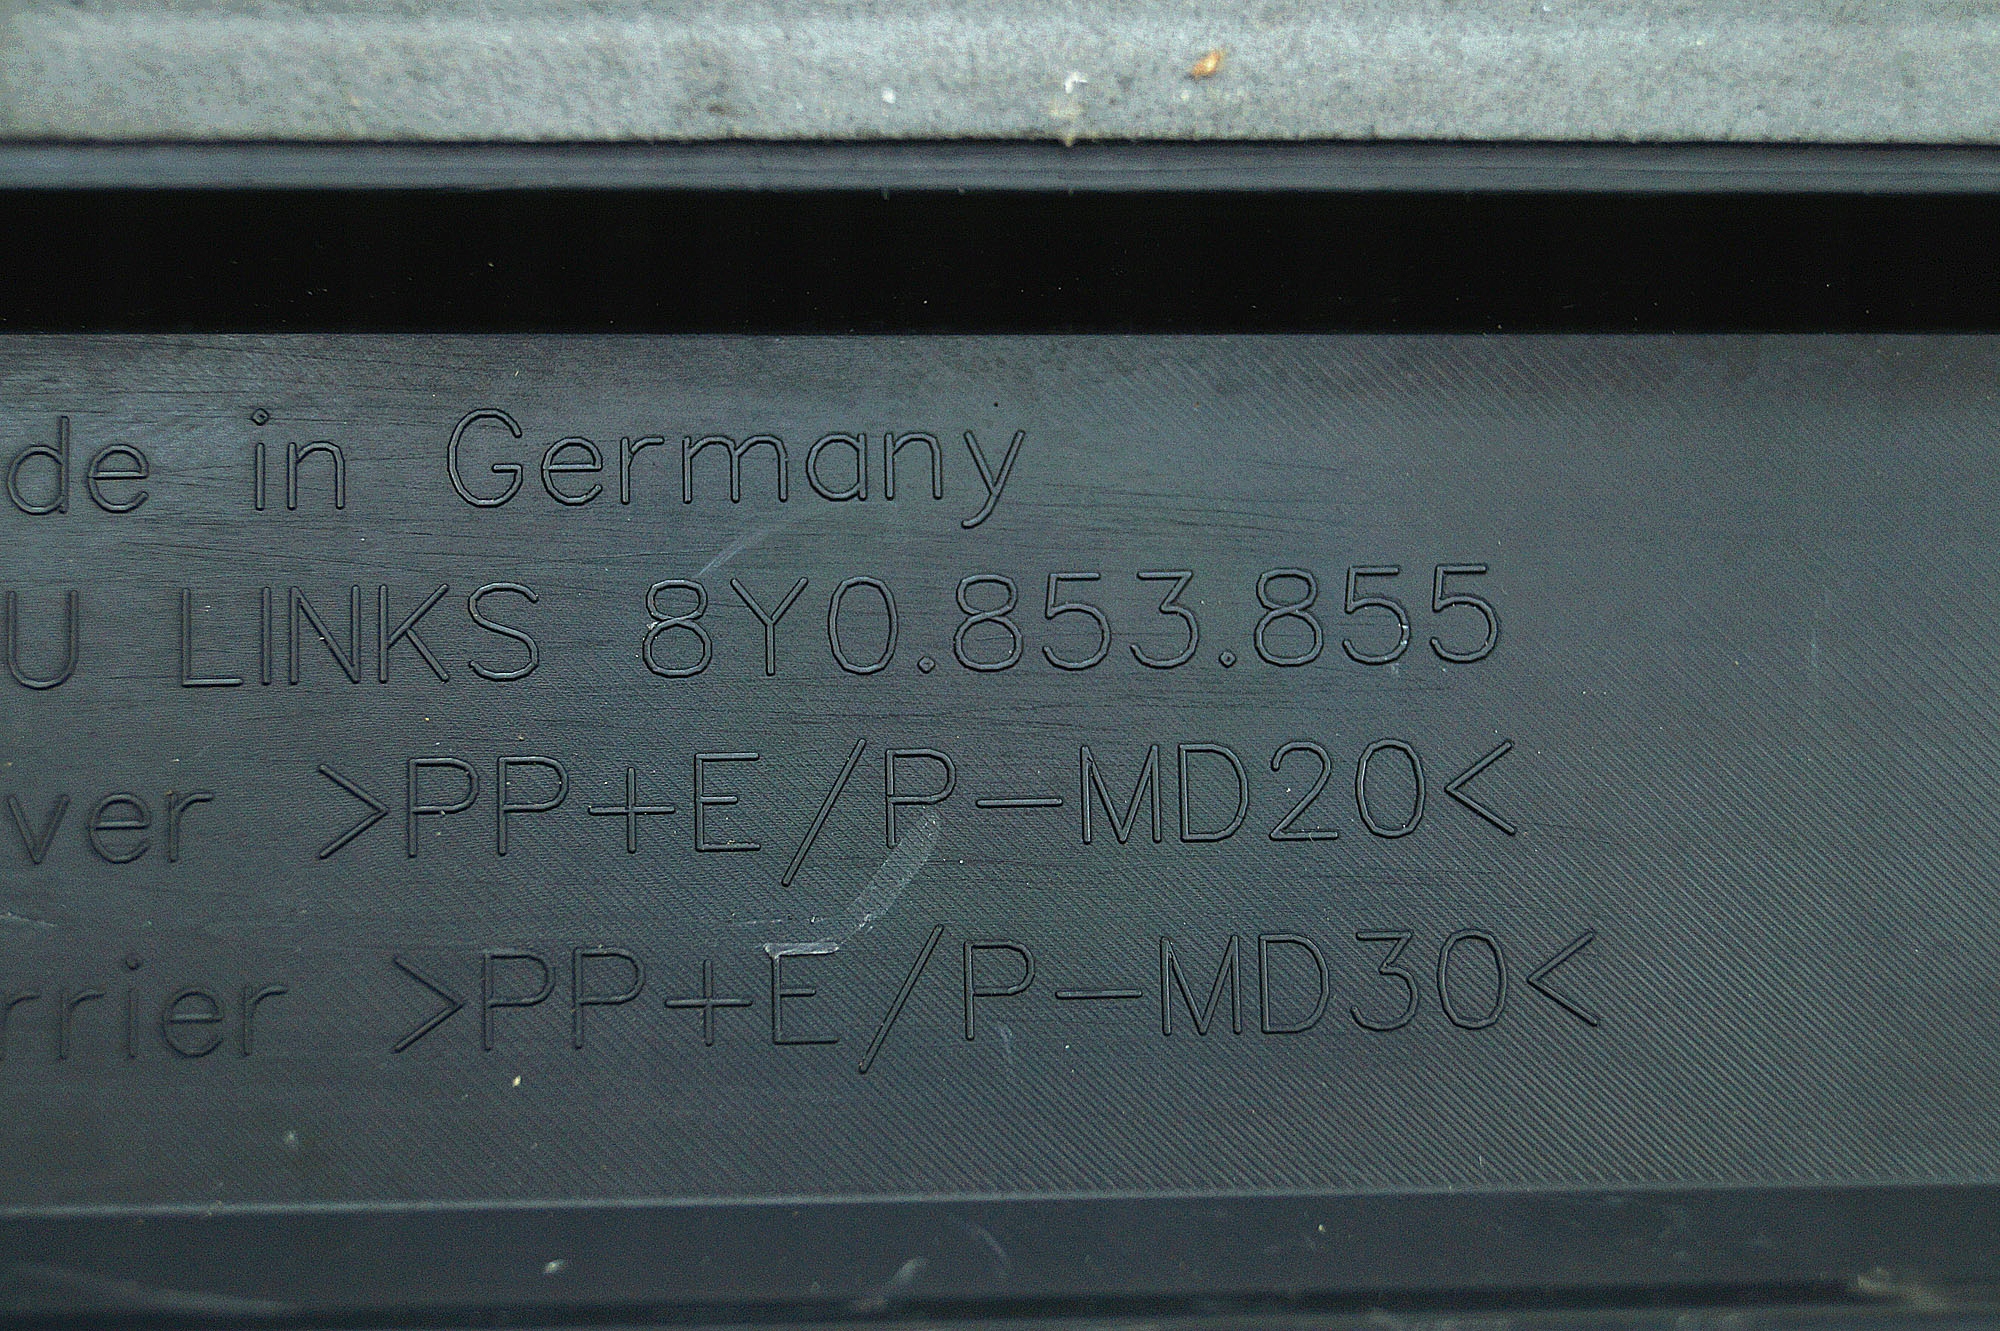 de in Germany
U LINKS 8Y0.853.855
ver >PP+E/P-MD20<
rrier >PP+E/P-MD30<